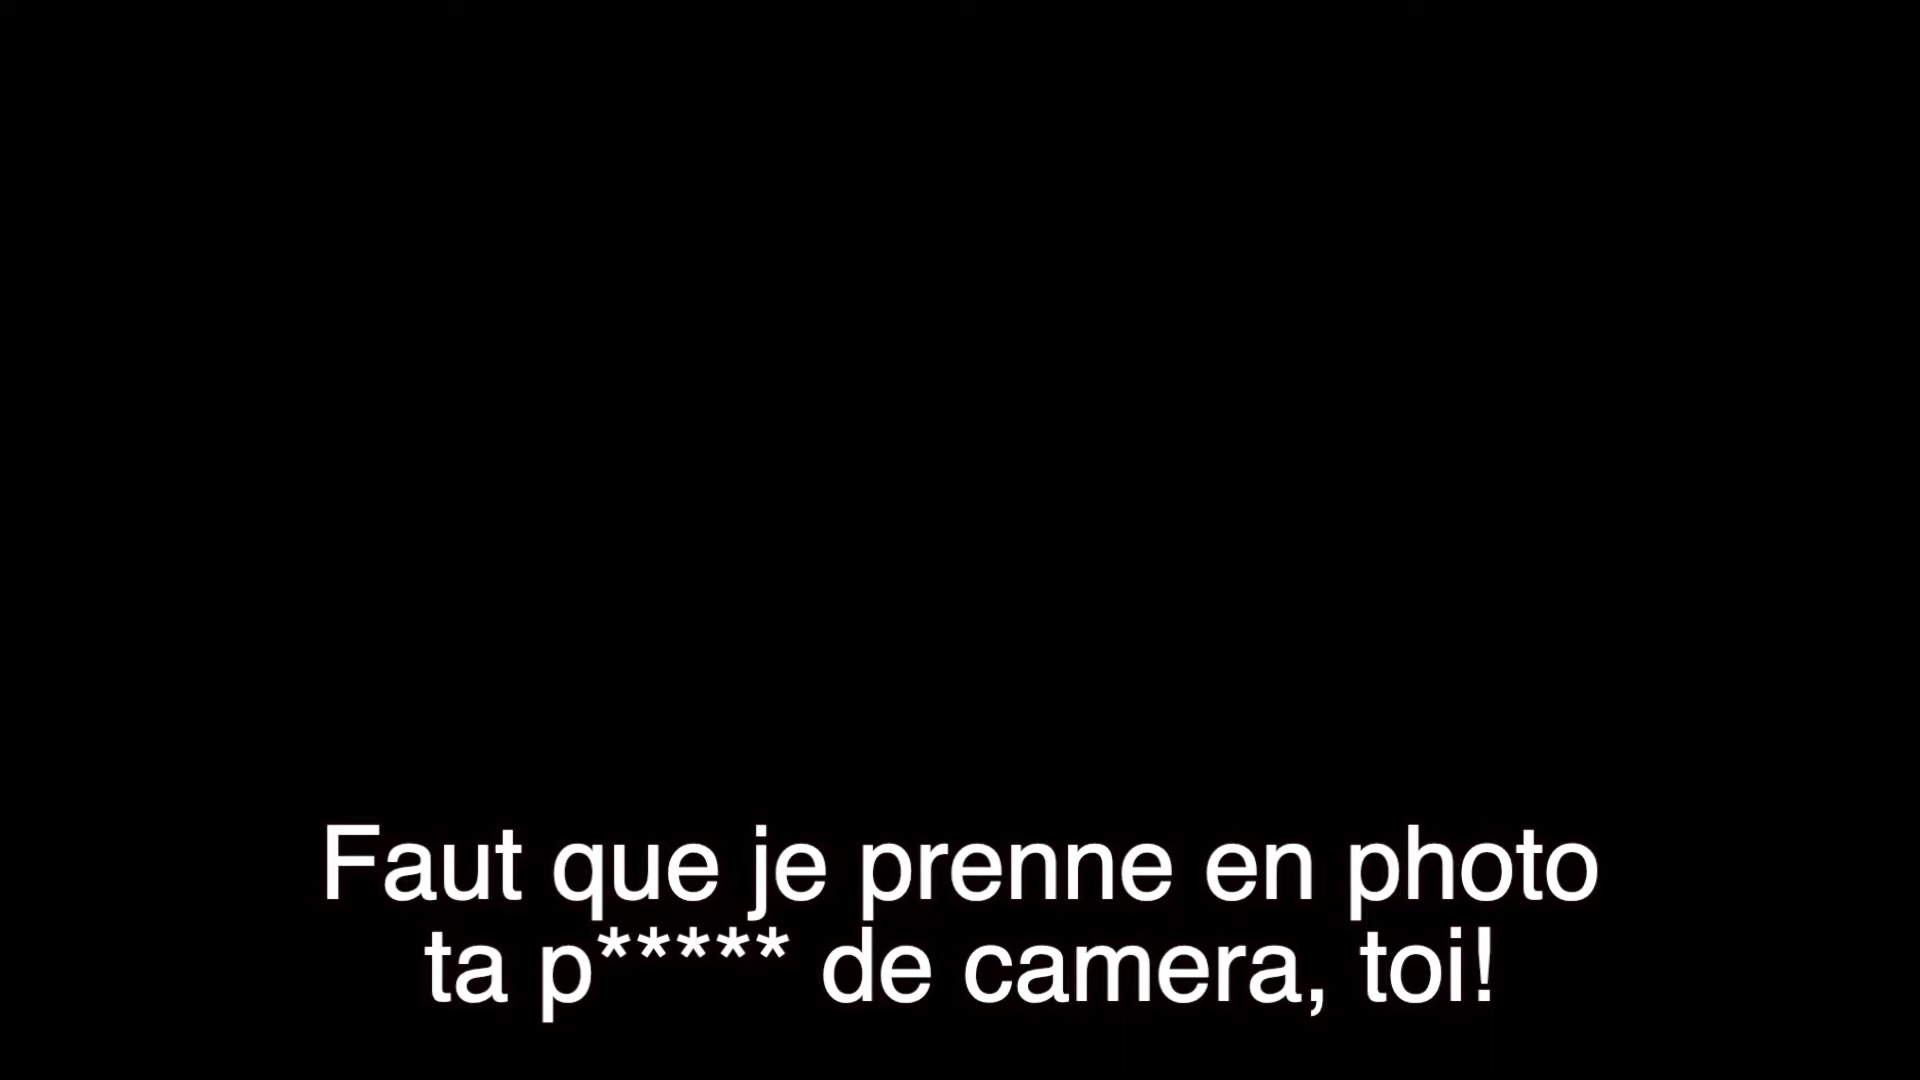 Faut que je prenne en photo
ta p***** de camera, toi!